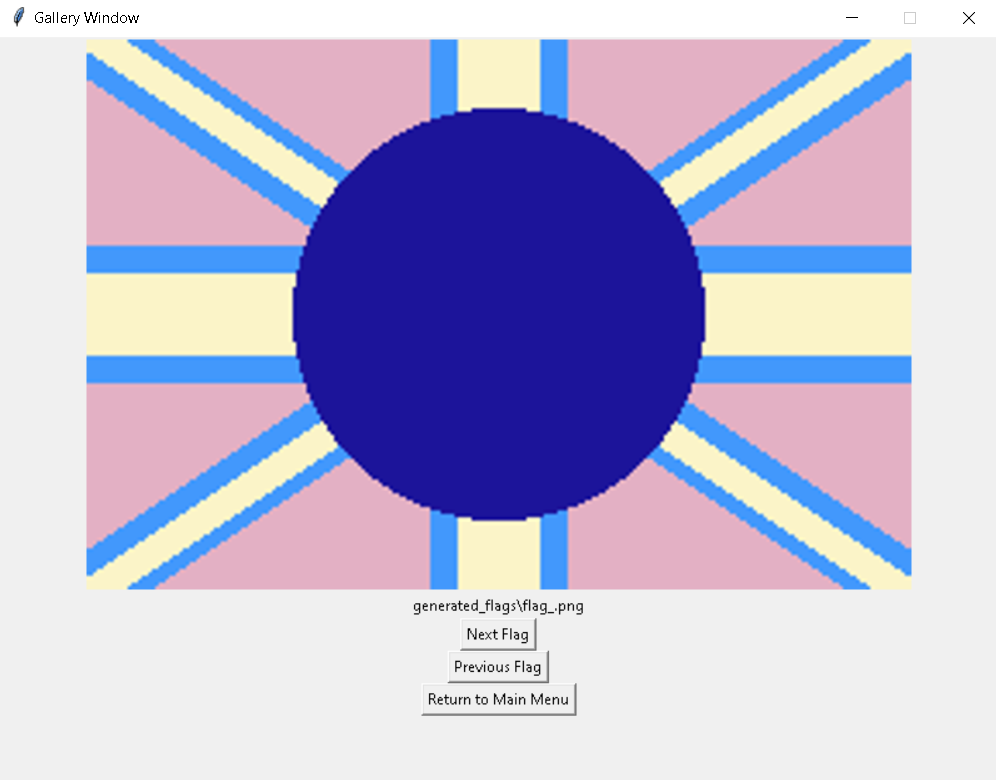 Gallery Window
generated_flags\flag_.png
Next Flag
Previous Flag
Return to Main Menu